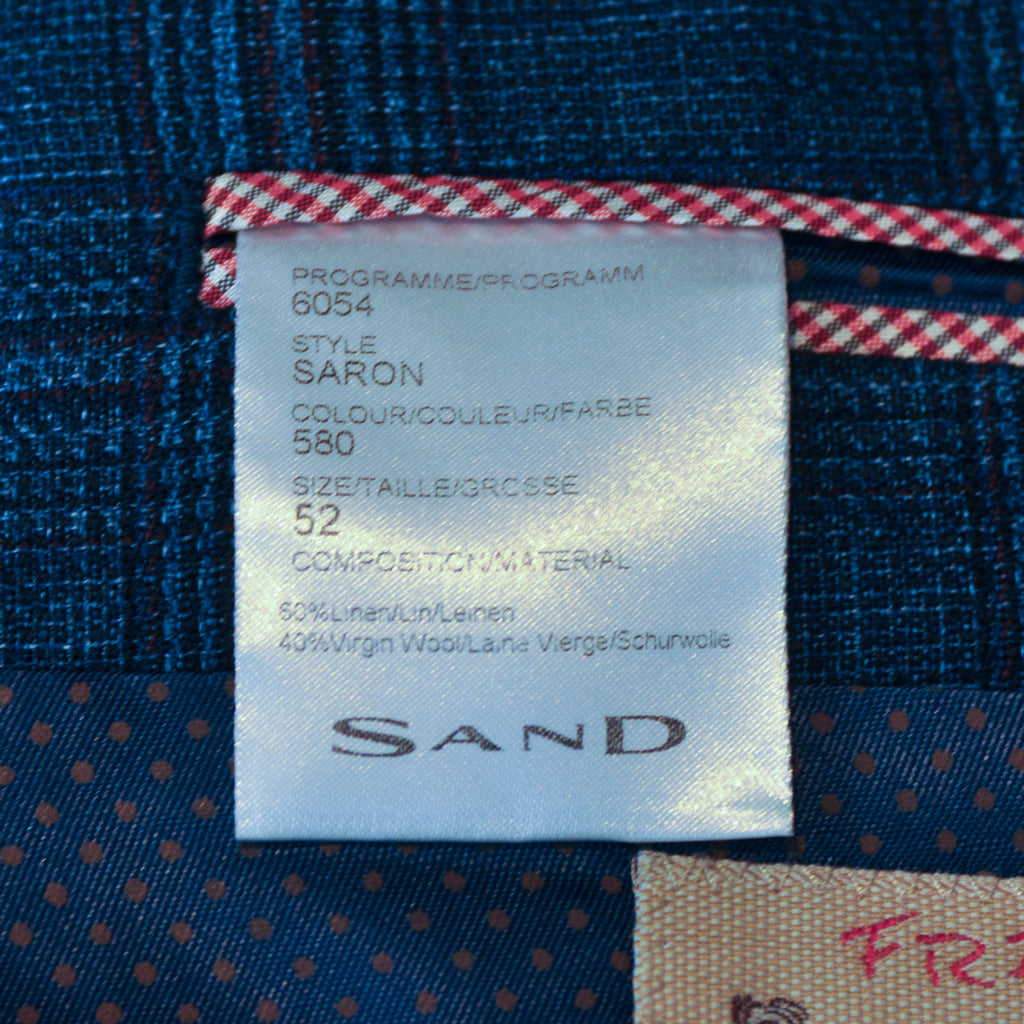 PROGRAMME/PROGRAMM
6054
STYLE
SARON
COLOUR/COULEUR/FARBE
580
SIZE/TAILLE/GROSSE
52
COMPOSITION/MATERIAL
60%Linen/Lin/Leinen
40%Virgin Wool/Laine Vierge/Schurwolle
SAND